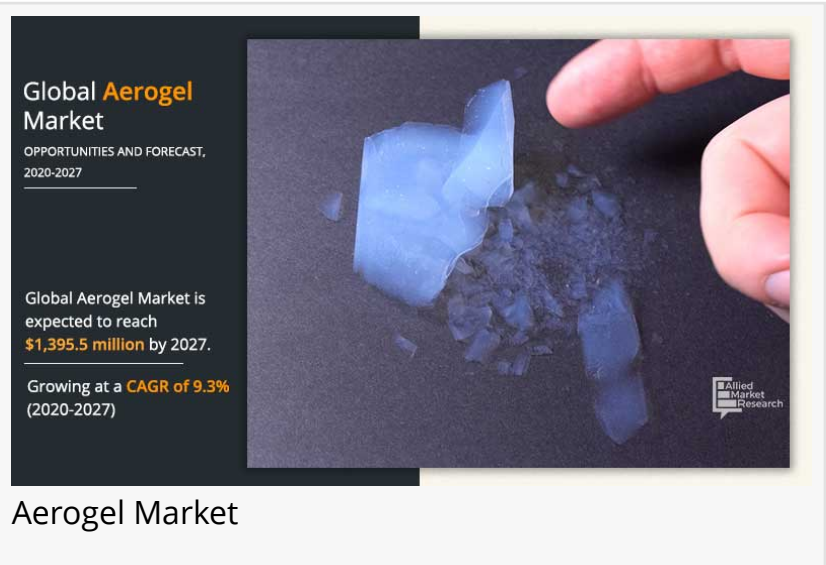 Global Aerogel
Market
OPPORTUNITIES AND FORECAST,
2020-2027
Global Aerogel Market is
expected to reach
$1,395.5 million by 2027.
Growing at a CAGR of 9.3%
(2020-2027)
Allied
Market
Research
Aerogel Market